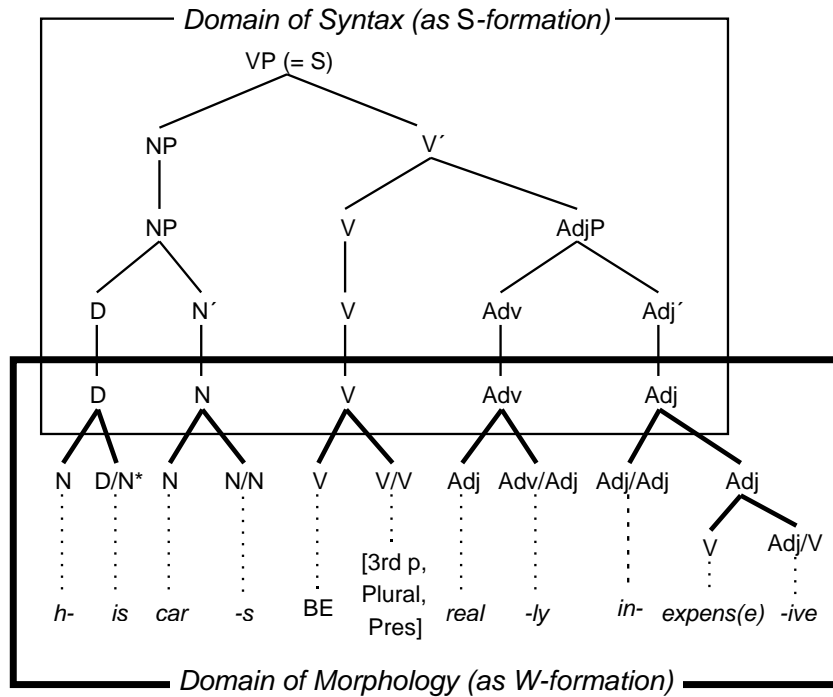 Domain of Syntax (as S-formation)
VP (= S)
NP V´
NP V AdjP
D N´ V Adv Adj´
D N V Adv Adj
N D/N* N N/N V V/V Adj Adv/Adj Adj/Adj Adj
V Adj/V
[3rd p,
Plural,
Pres]
h- is car -s BE real -ly in- expens(e) -ive
Domain of Morphology (as W-formation)